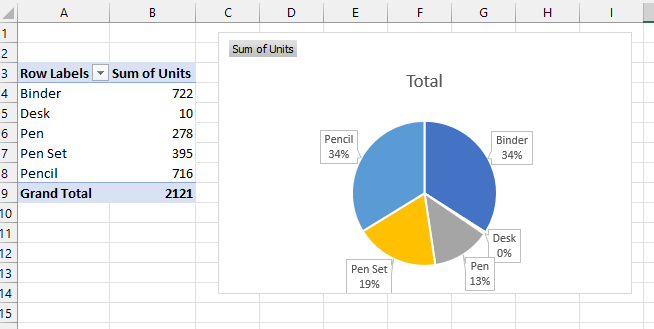 A B C D E F G H I
1
2
3 Row Labels Sum of Units
4 Binder 722
5 Desk 10
6 Pen 278
7 Pen Set 395
8 Pencil 716
9 Grand Total 2121
10
11
12
13
14
15
Sum of Units
Total
Pencil
34%
Binder
34%
Desk
0%
Pen
13%
Pen Set
19%